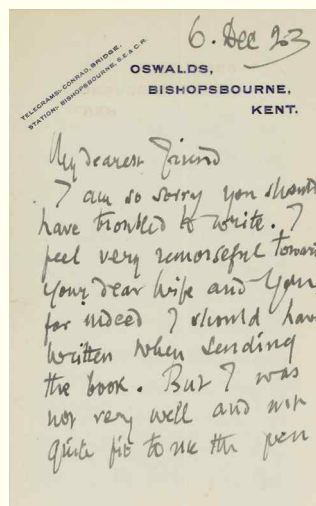 6. Dec 23
TELEGRAMS:- CONRAD, BRIDGE.
STATION:- BISHOPSBOURNE, S.E.& C.R.
OSWALDS,
BISHOPSBOURNE,
KENT.
My dearest Friend
I am so sorry you should
have troubled to write. I
feel very remorseful toward
your dear wife and You
for indeed I should have
written when sending
the book. But I was
not very well and not
quite fit to use the pen